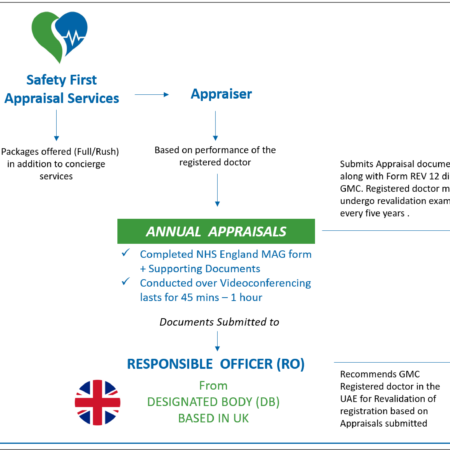 Safety First
Appraisal Services
Appraiser
Packages offered (Full/Rush)
in addition to concierge
services
Based on performance of the
registered doctor
Submits Appraisal docume
along with Form REV 12 di
GMC. Registered doctor m
undergo revalidation exam
every five years .
ANNUAL APPRAISALS
✓ Completed NHS England MAG form
+ Supporting Documents
✓ Conducted over Videoconferencing
lasts for 45 mins – 1 hour
Documents Submitted to
RESPONSIBLE OFFICER (RO)
From
DESIGNATED BODY (DB)
BASED IN UK
Recommends GMC
Registered doctor in the
UAE for Revalidation of
registration based on
Appraisals submitted